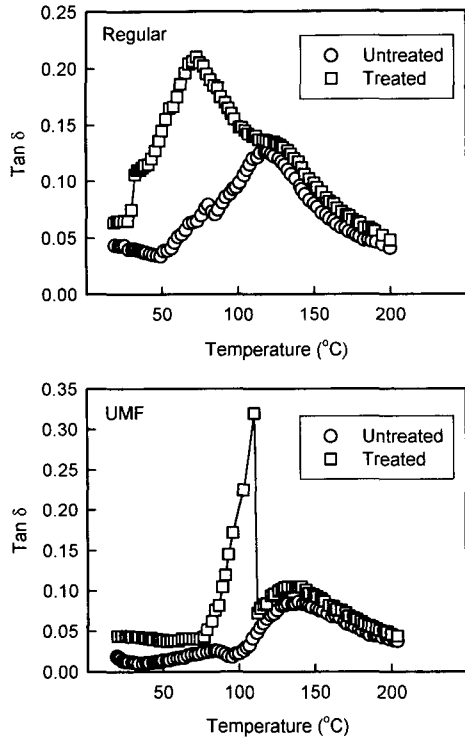 Regular
Untreated
Treated
Tan δ
0.25
0.20
0.15
0.10
0.05
0.00
50
100
150
200
Temperature (°C)
UMF
Untreated
Treated
Tan δ
0.35
0.30
0.25
0.20
0.15
0.10
0.05
0.00
50
100
150
200
Temperature (°C)